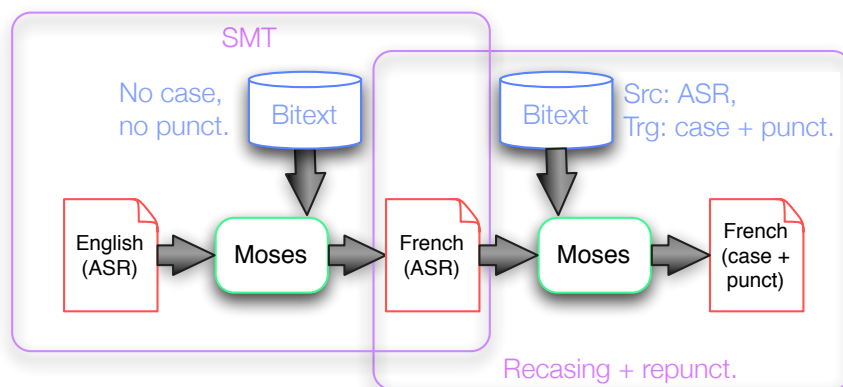 SMT
No case,
no punct.
Bitext
Bitext
Src: ASR,
Trg: case + punct.
English
(ASR)
Moses
French
(ASR)
Moses
French
(case +
punct)
Recasing + repunct.